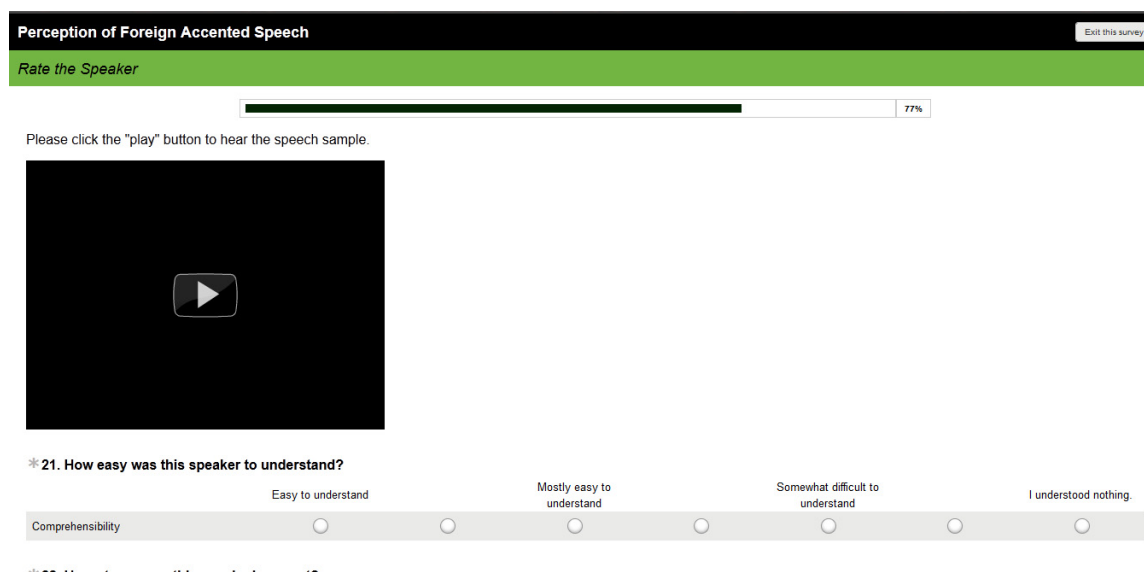 Perception of Foreign Accented Speech
Exit this survey
Rate the Speaker
77%
Please click the "play" button to hear the speech sample.
*21. How easy was this speaker to understand?
Easy to understand
Mostly easy to
understand
Somewhat difficult to
understand
I understood nothing.
Comprehensibility